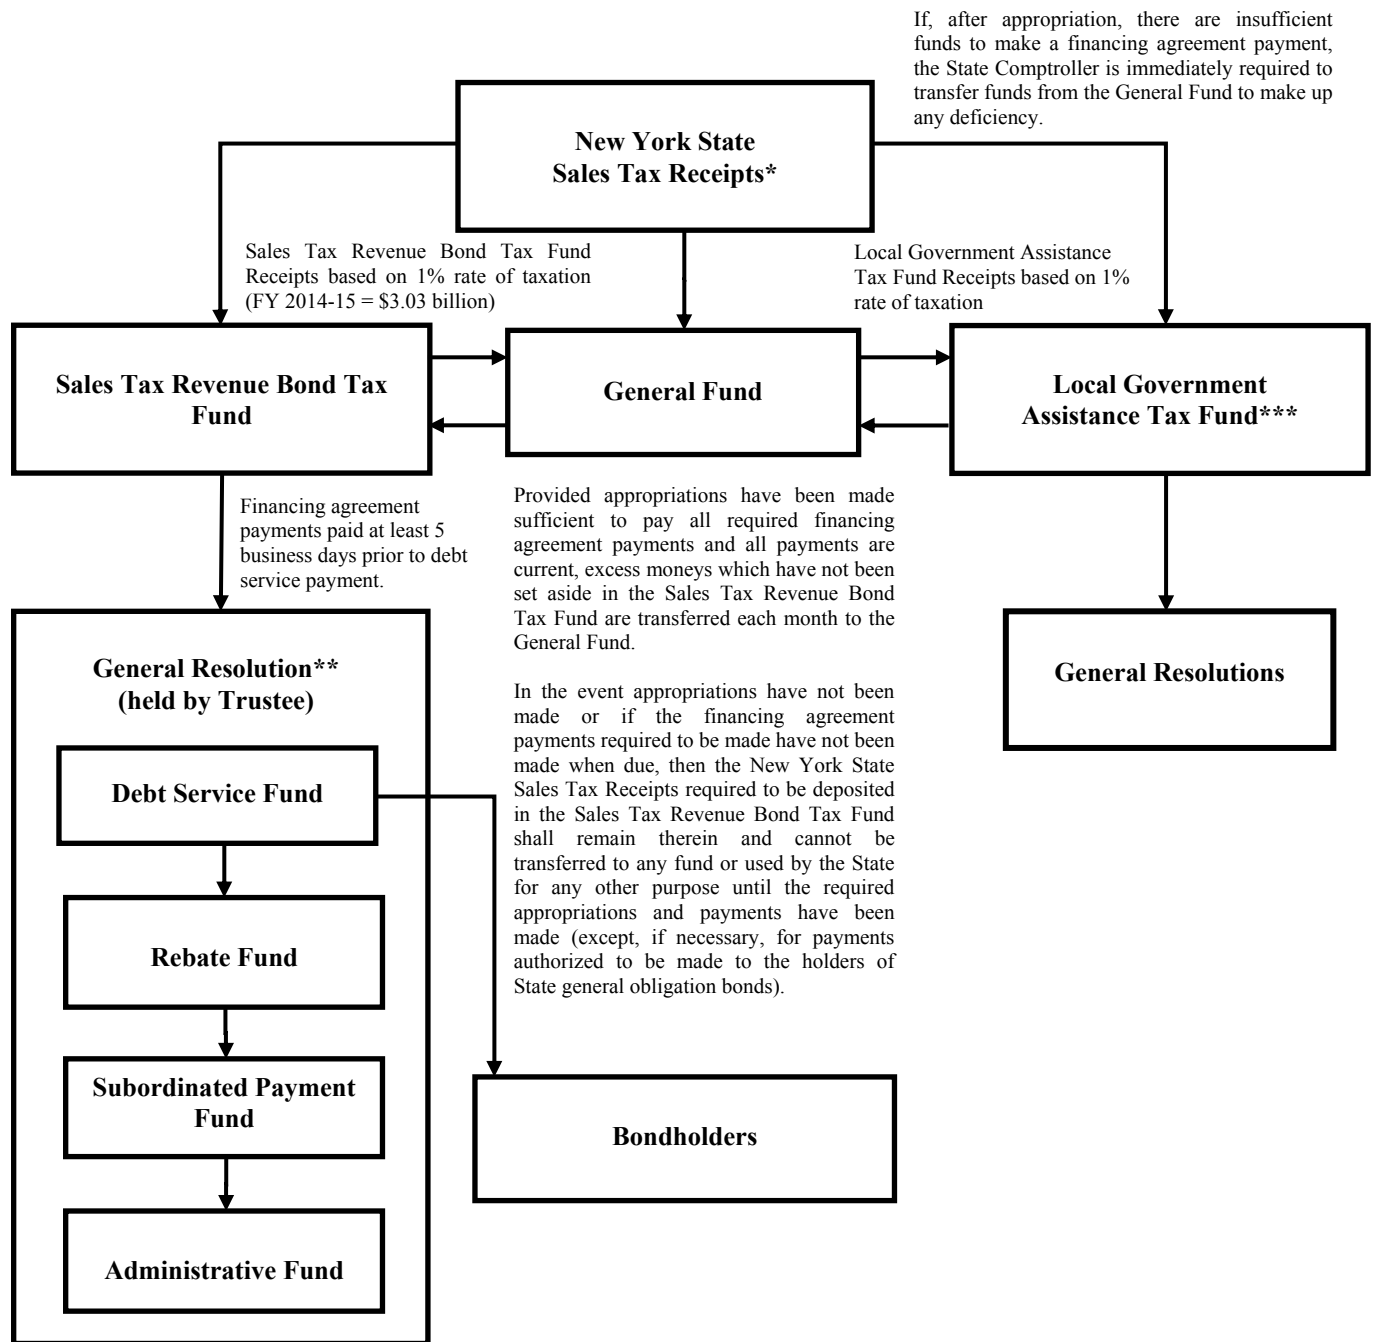 If, after appropriation, there are insufficient
funds to make a financing agreement payment,
the State Comptroller is immediately required to
transfer funds from the General Fund to make up
any deficiency.
New York State
Sales Tax Receipts*
Sales Tax Revenue Bond Tax Fund
Receipts based on 1% rate of taxation
(FY 2014-15 = $3.03 billion)
Local Government Assistance
Tax Fund Receipts based on 1%
rate of taxation
Sales Tax Revenue Bond Tax
Fund
General Fund
Local Government
Assistance Tax Fund***
Financing agreement
payments paid at least 5
business days prior to debt
service payment.
Provided appropriations have been made
sufficient to pay all required financing
agreement payments and all payments are
current, excess moneys which have not been
set aside in the Sales Tax Revenue Bond
Tax Fund are transferred each month to the
General Fund.
In the event appropriations have not been
made or if the financing agreement
payments required to be made have not been
made when due, then the New York State
Sales Tax Receipts required to be deposited
in the Sales Tax Revenue Bond Tax Fund
shall remain therein and cannot be
transferred to any fund or used by the State
for any other purpose until the required
appropriations and payments have been
made (except, if necessary, for payments
authorized to be made to the holders of
State general obligation bonds).
General Resolutions
General Resolution**
(held by Trustee)
Debt Service Fund
Rebate Fund
Subordinated Payment
Fund
Administrative Fund
Bondholders